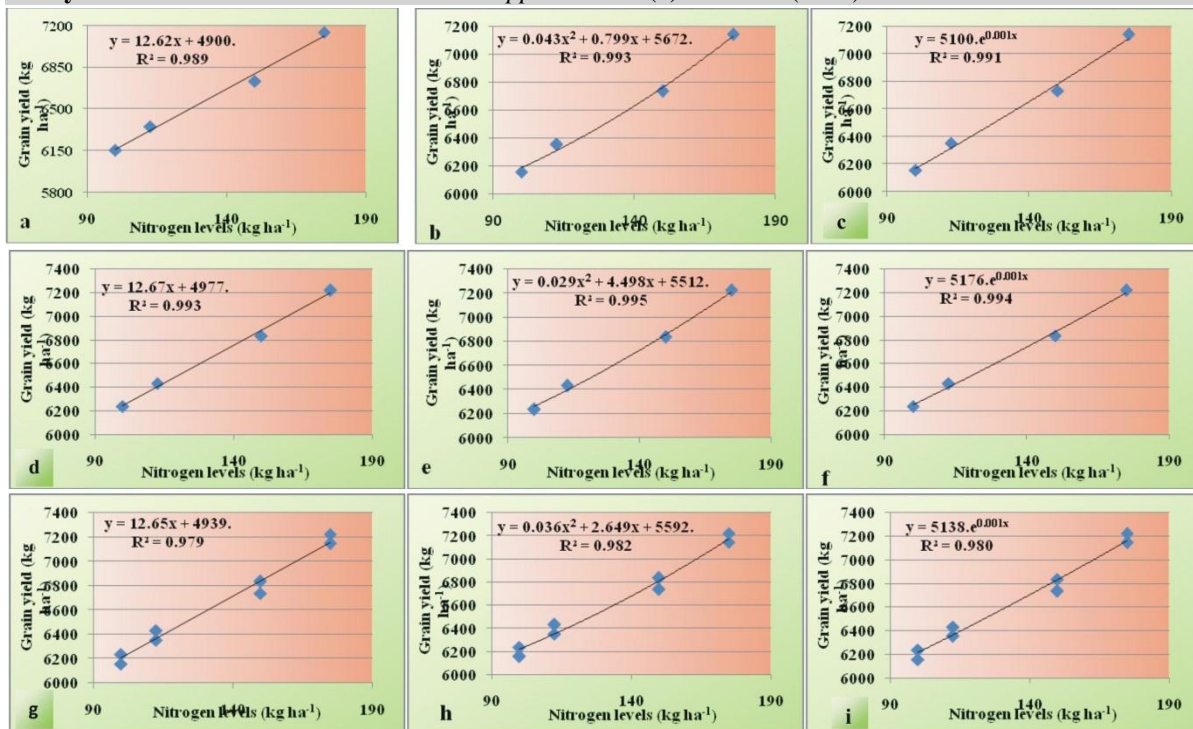 y = 12.62x + 4900.
R² = 0.989
Grain yield (kg ha⁻¹)
7200
6850
6500
6150
5800
90 140 190
Nitrogen levels (kg ha⁻¹)
a
y = 0.043x² + 0.799x + 5672.
R² = 0.993
Grain yield (kg ha⁻¹)
7200
7000
6800
6600
6400
6200
6000
90 140 190
Nitrogen levels (kg ha⁻¹)
b
y = 5100.e⁰·⁰⁰¹ˣ
R² = 0.991
Grain yield (kg ha⁻¹)
7200
7000
6800
6600
6400
6200
6000
90 140 190
Nitrogen levels (kg ha⁻¹)
c
y = 12.67x + 4977.
R² = 0.993
Grain yield (kg ha⁻¹)
7400
7200
7000
6800
6600
6400
6200
6000
90 140 190
Nitrogen levels (kg ha⁻¹)
d
y = 0.029x² + 4.498x + 5512.
R² = 0.995
Grain yield (kg ha⁻¹)
7400
7200
7000
6800
6600
6400
6200
6000
90 140 190
Nitrogen levels (kg ha⁻¹)
e
y = 5176.e⁰·⁰⁰¹ˣ
R² = 0.994
Grain yield (kg ha⁻¹)
7400
7200
7000
6800
6600
6400
6200
6000
90 140 190
Nitrogen levels (kg ha⁻¹)
f
y = 12.65x + 4939.
R² = 0.979
Grain yield (kg ha⁻¹)
7400
7200
7000
6800
6600
6400
6200
6000
90 140 190
Nitrogen levels (kg ha⁻¹)
g
y = 0.036x² + 2.649x + 5592.
R² = 0.982
Grain yield (kg ha⁻¹)
7400
7200
7000
6800
6600
6400
6200
6000
90 140 190
Nitrogen levels (kg ha⁻¹)
h
y = 5138.e⁰·⁰⁰¹ˣ
R² = 0.980
Grain yield (kg ha⁻¹)
7400
7200
7000
6800
6600
6400
6200
6000
90 140 190
Nitrogen levels (kg ha⁻¹)
i